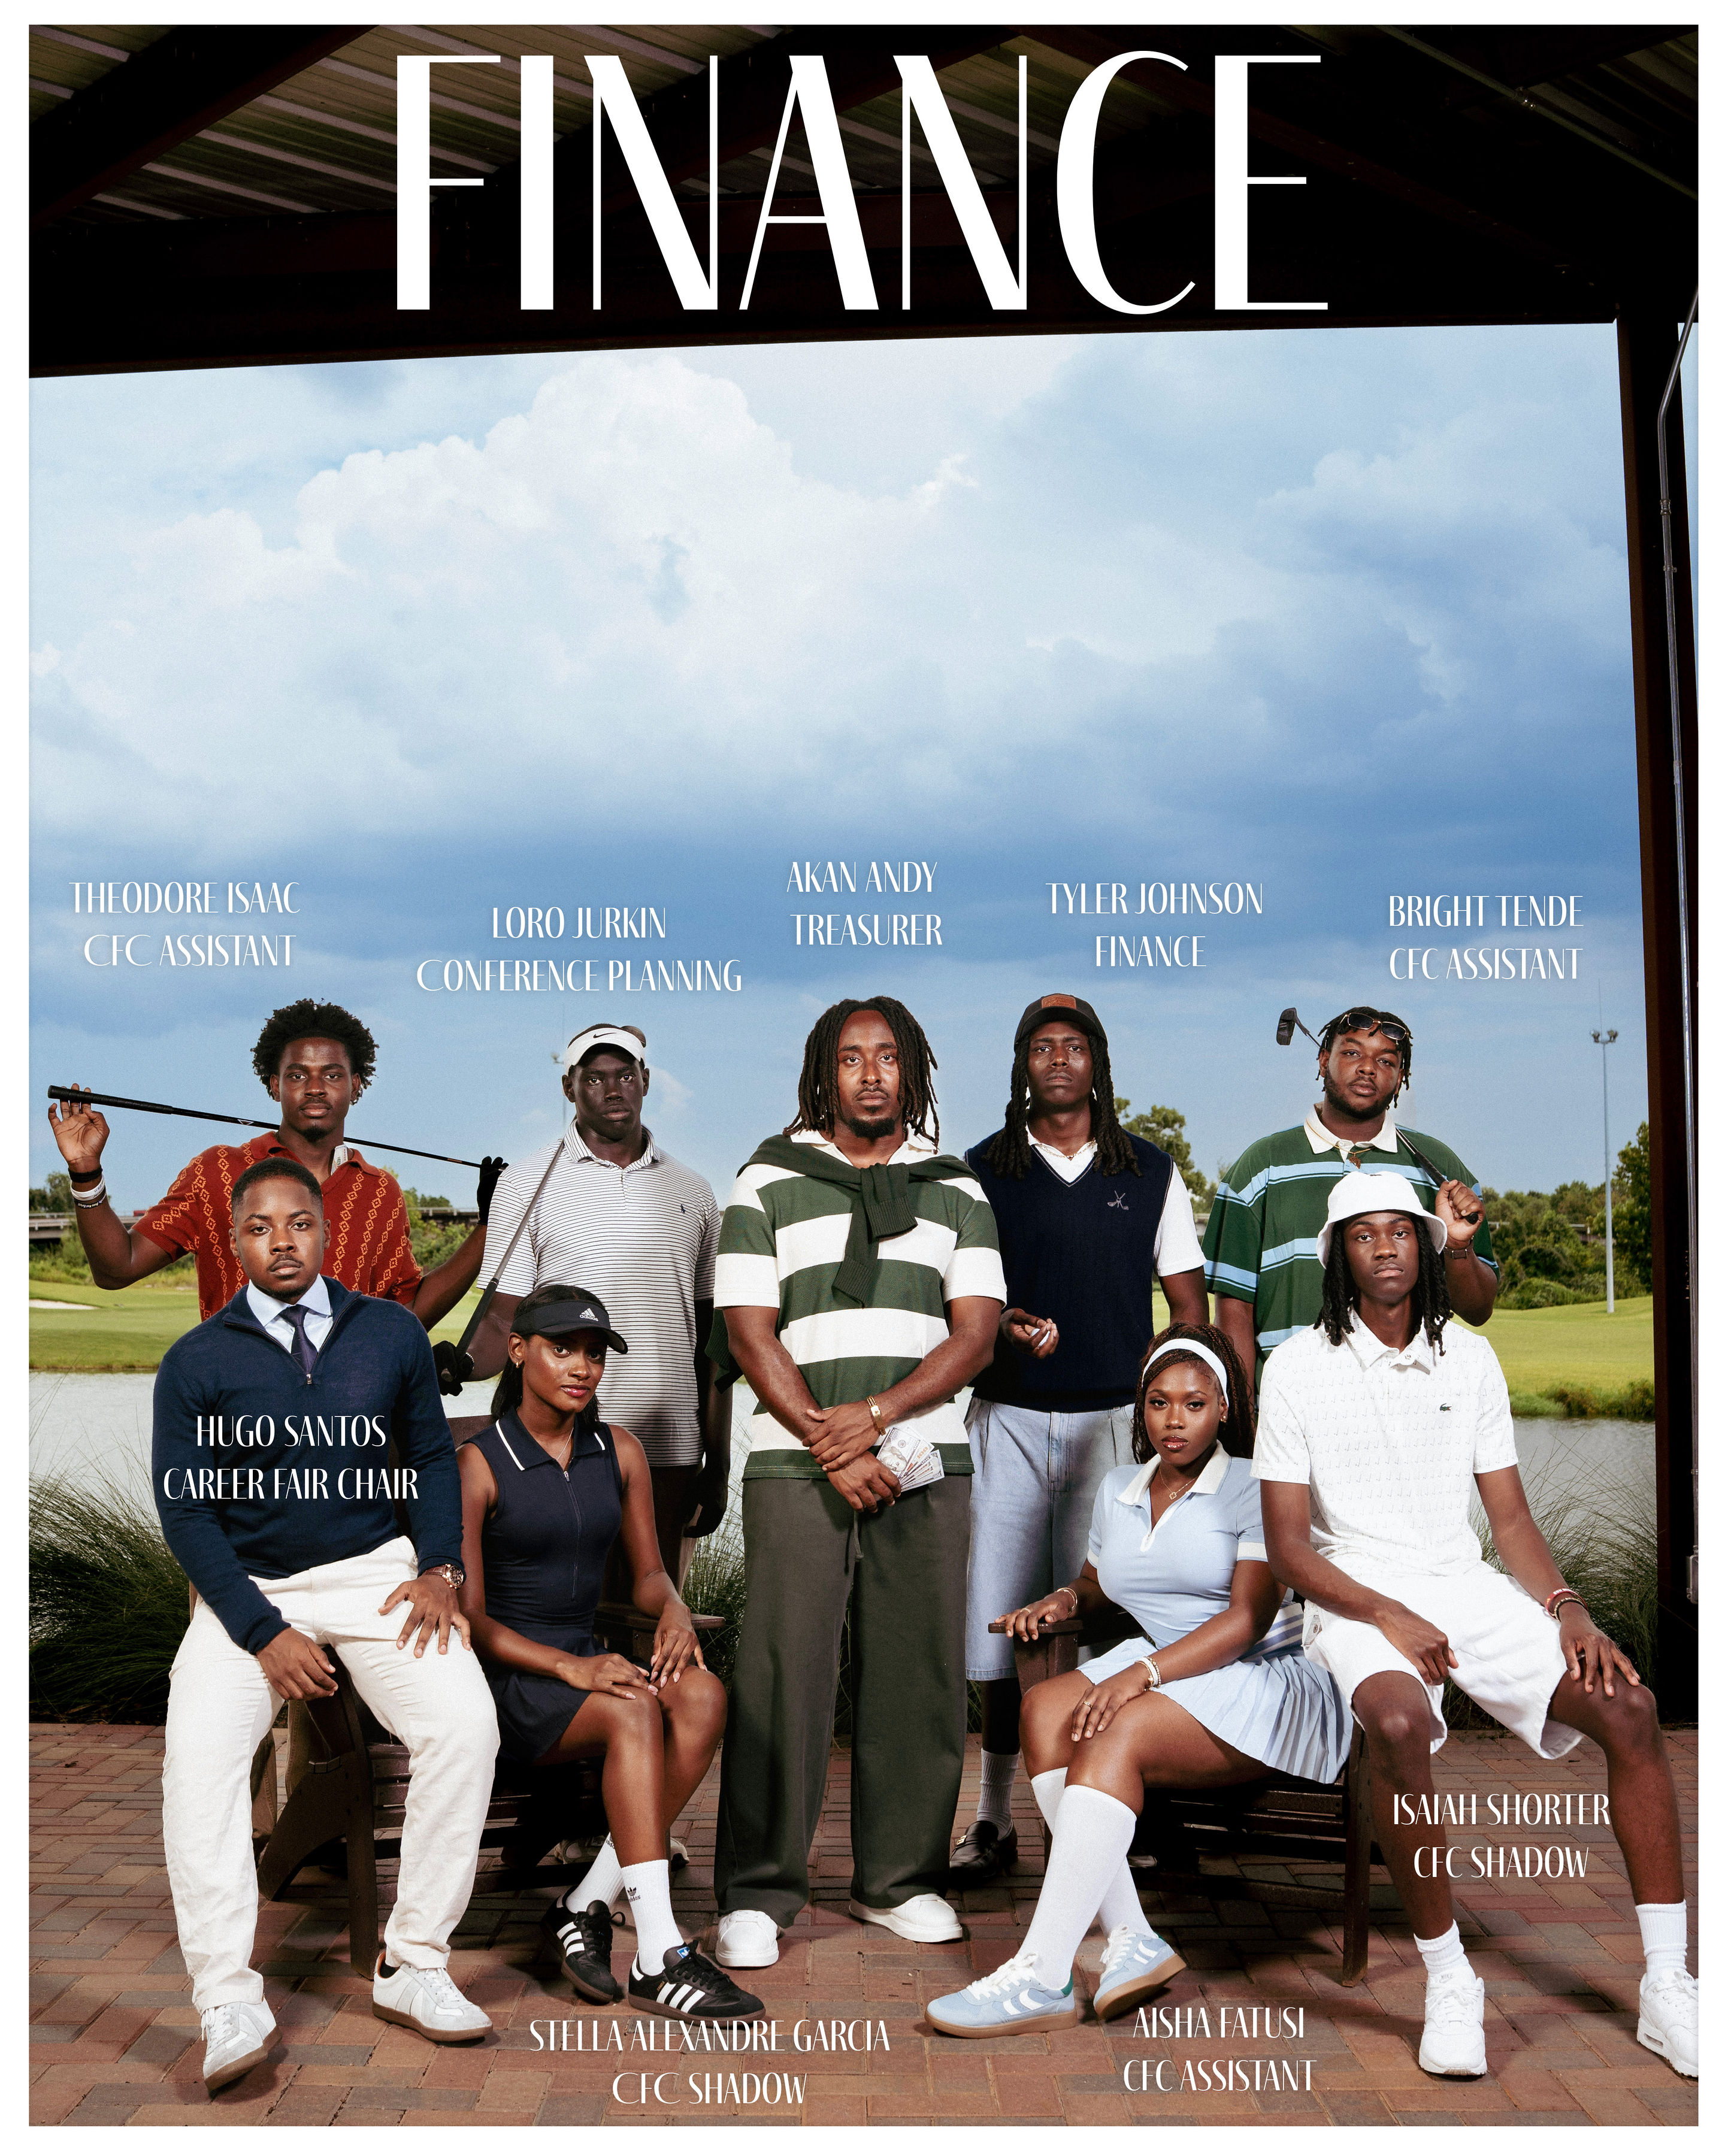 FINANCE
THEODORE ISAAC
CFC ASSISTANT
LORO JURKIN
CONFERENCE PLANNING
AKAN ANDY
TREASURER
TYLER JOHNSON
FINANCE
BRIGHT TENDE
CFC ASSISTANT
adidas
HUGO SANTOS
CAREER FAIR CHAIR
ISAIAH SHORTER
CFC SHADOW
STELLA ALEXANDRE GARCIA
CFC SHADOW
AISHA FATUSI
CFC ASSISTANT